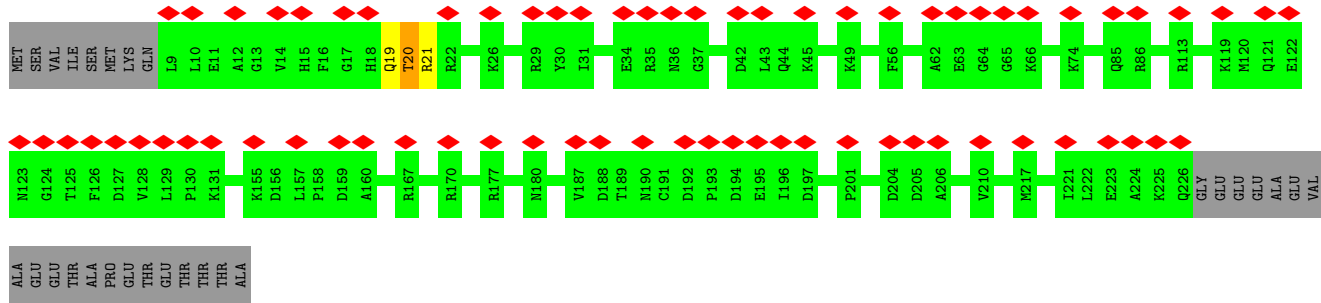 MET SER VAL ILE SER MET LYS GLN L9 L10 E11 A12 G13 V14 H15 F16 G17 H18 Q19 T20 R21 R22 K26 R29 Y30 I31 E34 R35 N36 G37 D42 L43 Q44 K45 K49 F56 A62 E63 G64 G65 K66 K74 Q85 R86 R113 K119 M120 Q121 E122
N123 G124 T125 F126 D127 V128 L129 P130 K131 K155 D156 L157 P158 D159 A160 R167 R170 R177 N180 V187 D188 T189 N190 C191 D192 P193 D194 E195 I196 D197 P201 D204 D205 A206 V210 M217 I221 L222 E223 A224 K225 Q226 GLY GLU GLU GLU ALA GLU VAL
ALA GLU GLU THR ALA PRO GLU THR GLU THR THR THR ALA